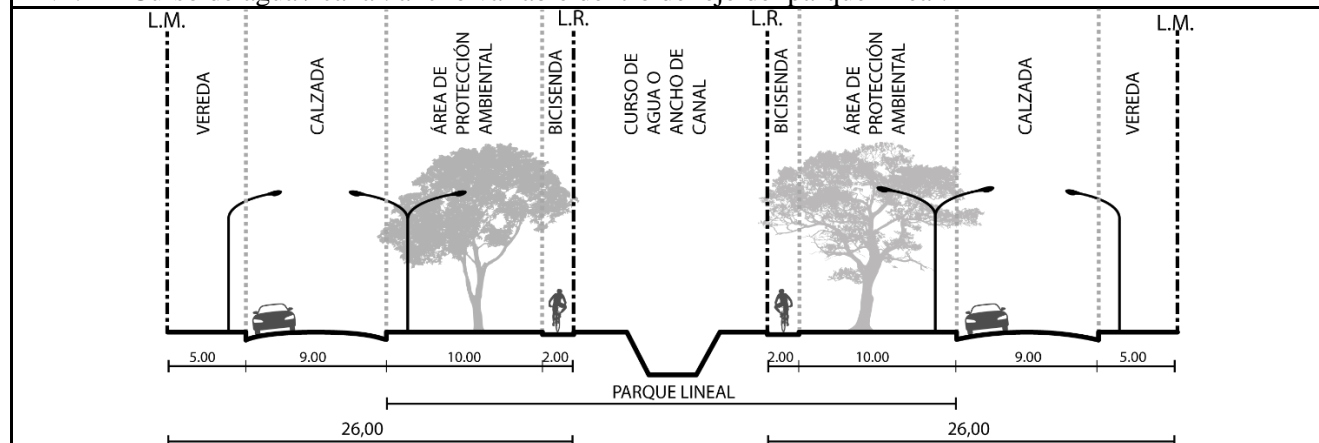 L.M.
L.R.
L.R.
L.M.
VEREDA
CALZADA
ÁREA DE
PROTECCIÓN
AMBIENTAL
BICISENDA
CURSO DE
AGUA O
ANCHO DE
CANAL
BICISENDA
ÁREA DE
PROTECCIÓN
AMBIENTAL
CALZADA
VEREDA
5.00 9.00 10.00 2.00 2.00 10.00 9.00 5.00
PARQUE LINEAL
26,00 26,00